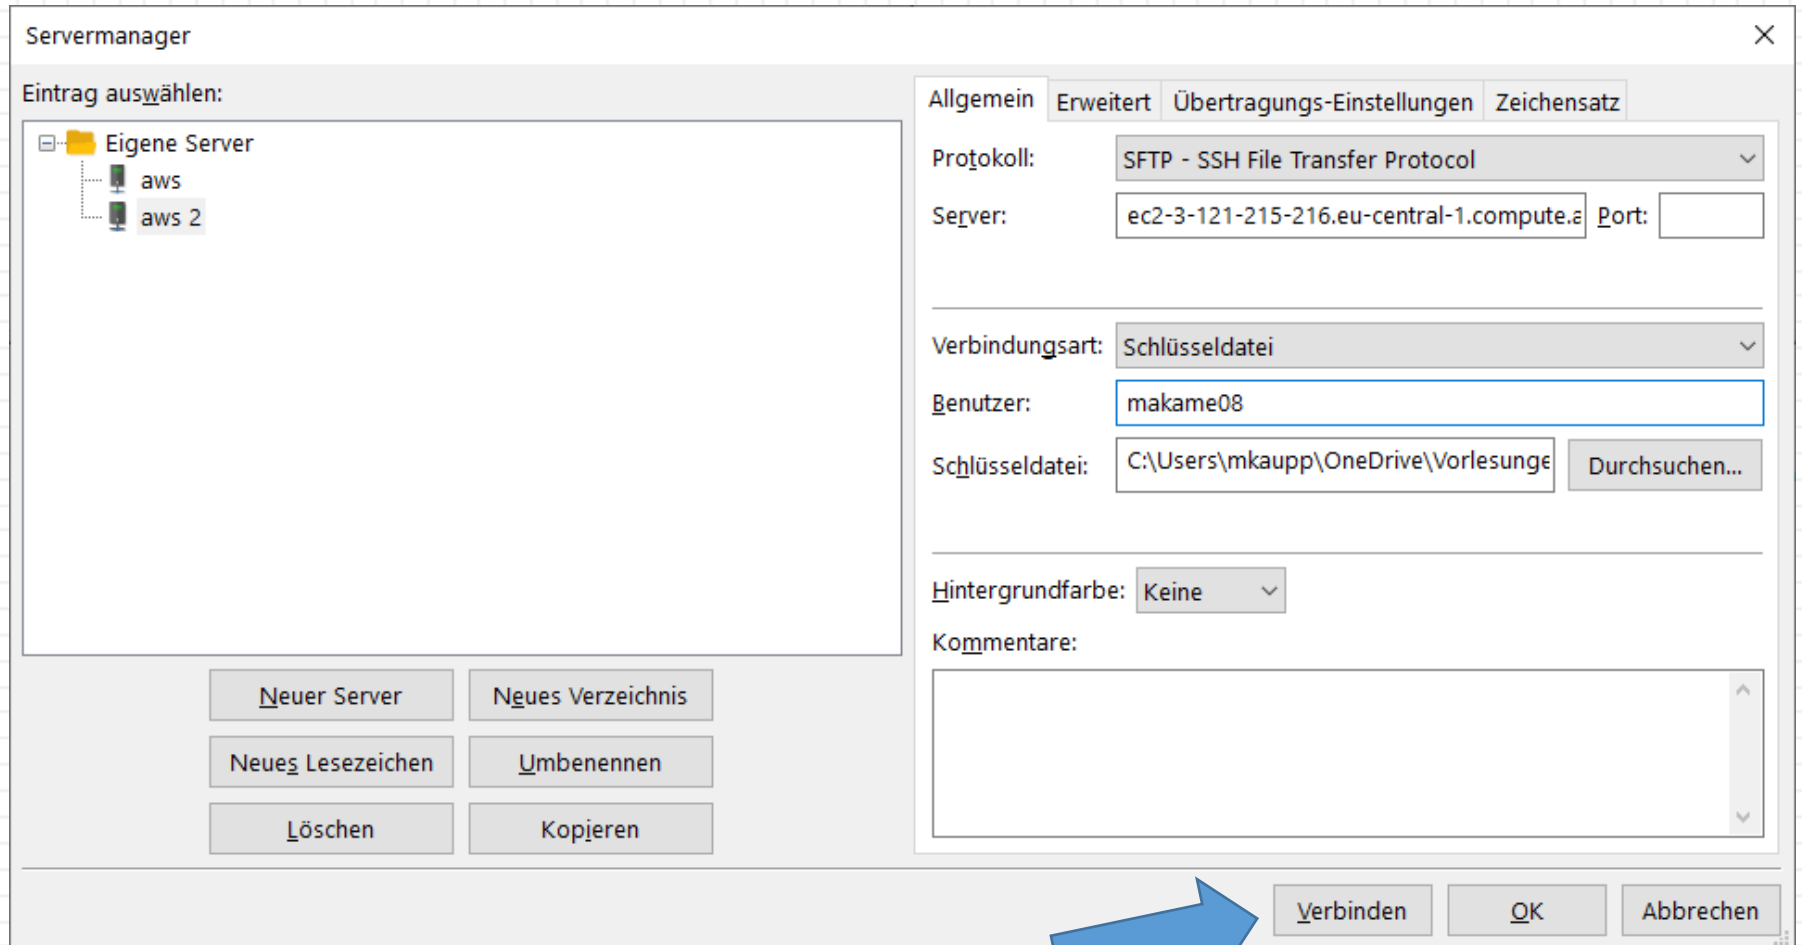 Servermanager
Eintrag auswählen:
Eigene Server
aws
aws 2
Neuer Server
Neues Verzeichnis
Neues Lesezeichen
Umbenennen
Löschen
Kopieren
Allgemein
Erweitert
Übertragungs-Einstellungen
Zeichensatz
Protokoll:
SFTP - SSH File Transfer Protocol
Server:
ec2-3-121-215-216.eu-central-1.compute.a
Port:
Verbindungsart:
Schlüsseldatei
Benutzer:
makame08
Schlüsseldatei:
C:\Users\mkaupp\OneDrive\Vorlesunge
Durchsuchen...
Hintergrundfarbe:
Keine
Kommentare:
Verbinden
OK
Abbrechen